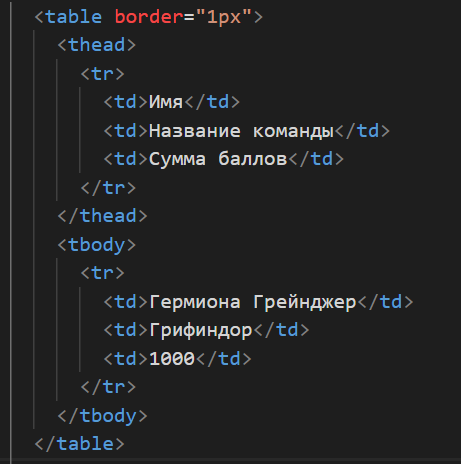 <table border="1px">
<thead>
<tr>
<td>Имя</td>
<td>Название команды</td>
<td>Сумма баллов</td>
</tr>
</thead>
<tbody>
<tr>
<td>Гермиона Грейнджер</td>
<td>Грифиндор</td>
<td>1000</td>
</tr>
</tbody>
</table>